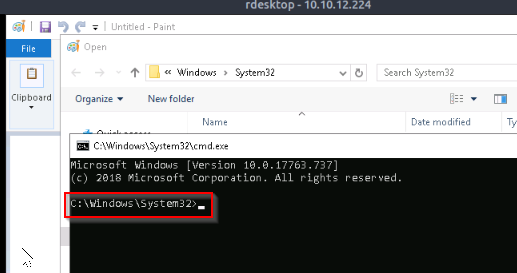 rdesktop - 10.10.12.224
Untitled - Paint
File
Open
Clipboard
« Windows > System32
Search System32
Organize
New folder
Name
Date modified
Ty
C:\Windows\System32\cmd.exe
Microsoft Windows [Version 10.0.17763.737]
(c) 2018 Microsoft Corporation. All rights reserved.
C:\Windows\System32>_